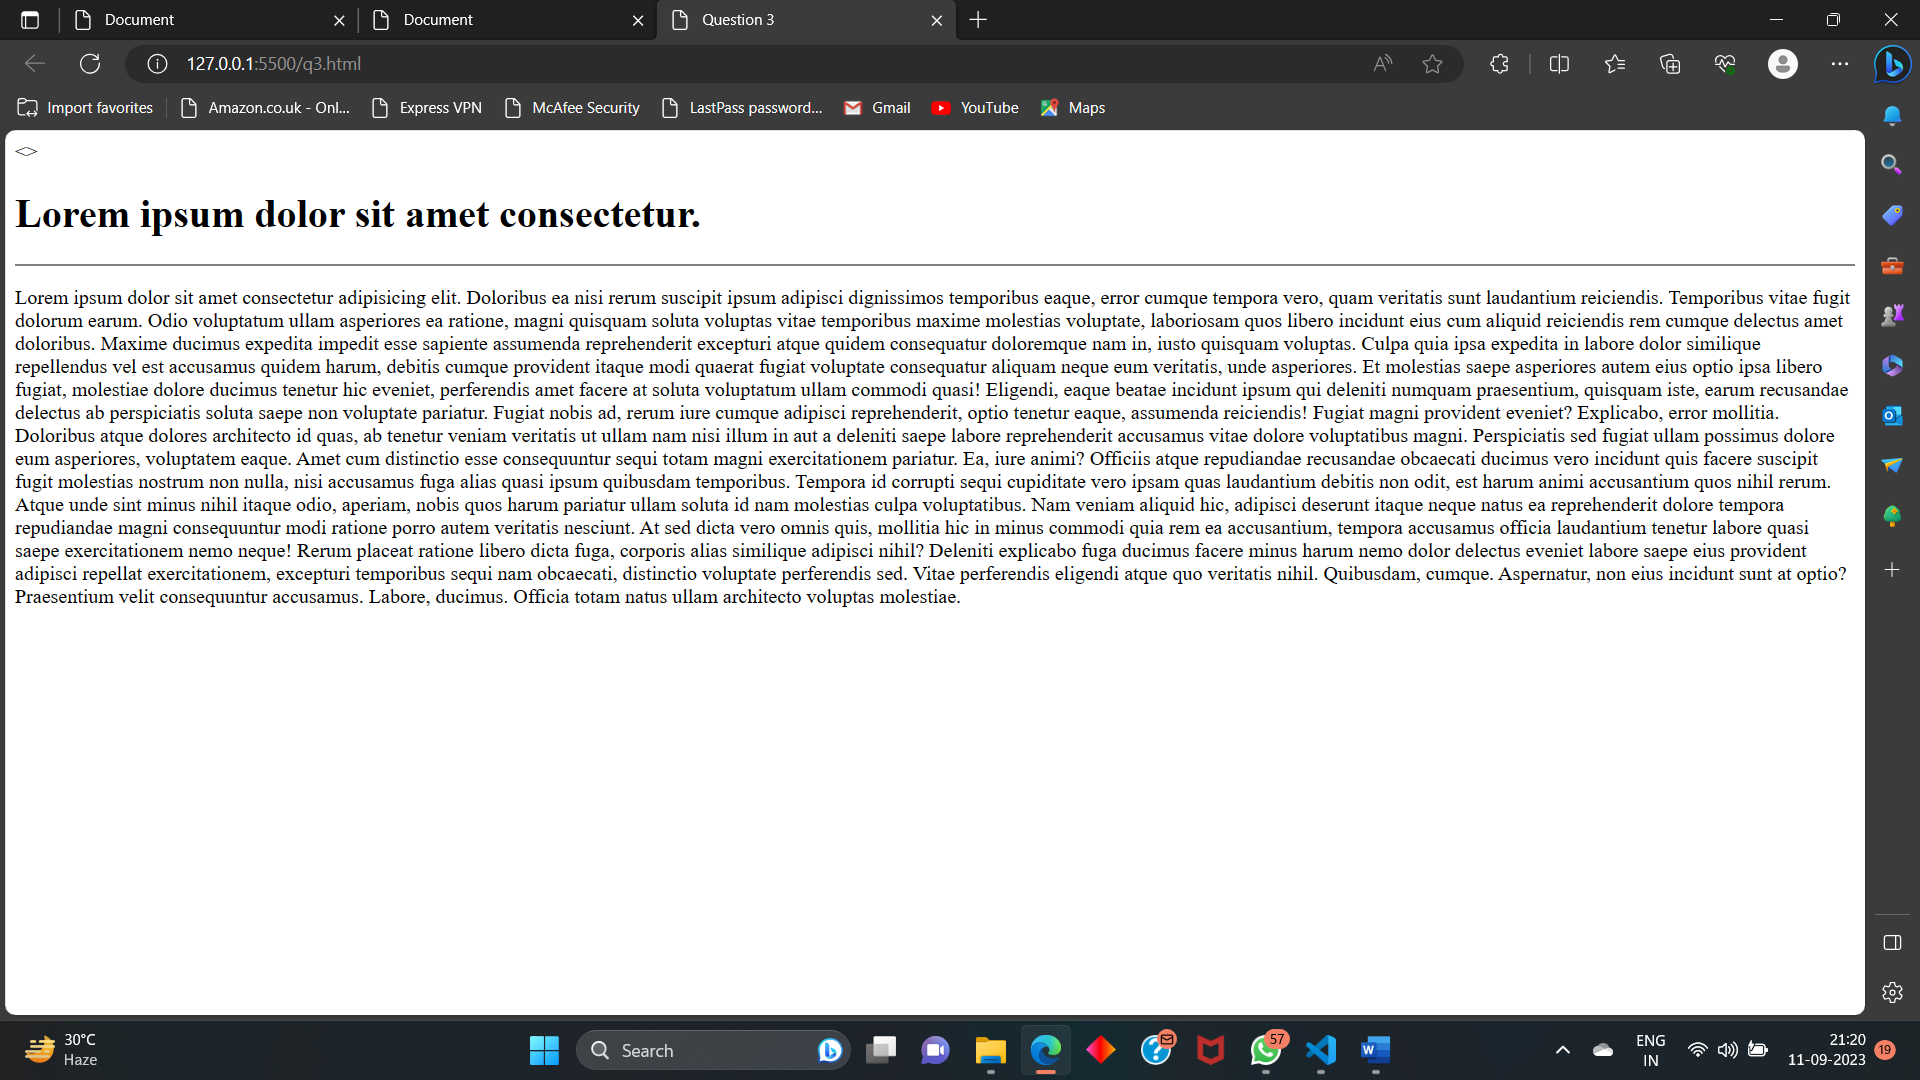 Document
Document
Question 3
127.0.0.1:5500/q3.html
Import favorites
Amazon.co.uk - Onl...
Express VPN
McAfee Security
LastPass password...
Gmail
YouTube
Maps
<>
Lorem ipsum dolor sit amet consectetur.
Lorem ipsum dolor sit amet consectetur adipisicing elit. Doloribus ea nisi rerum suscipit ipsum adipisci dignissimos temporibus eaque, error cumque tempora vero, quam veritatis sunt laudantium reiciendis. Temporibus vitae fugit
dolorum earum. Odio voluptatum ullam asperiores ea ratione, magni quisquam soluta voluptas vitae temporibus maxime molestias voluptate, laboriosam quos libero incidunt eius cum aliquid reiciendis rem cumque delectus amet
doloribus. Maxime ducimus expedita impedit esse sapiente assumenda reprehenderit excepturi atque quidem consequatur doloremque nam in, iusto quisquam voluptas. Culpa quia ipsa expedita in labore dolor similique
repellendus vel est accusamus quidem harum, debitis cumque provident itaque modi quaerat fugiat voluptate consequatur aliquam neque eum veritatis, unde asperiores. Et molestias saepe asperiores autem eius optio ipsa libero
fugiat, molestiae dolore ducimus tenetur hic eveniet, perferendis amet facere at soluta voluptatum ullam commodi quasi! Eligendi, eaque beatae incidunt ipsum qui deleniti numquam praesentium, quisquam iste, earum recusandae
delectus ab perspiciatis soluta saepe non voluptate pariatur. Fugiat nobis ad, rerum iure cumque adipisci reprehenderit, optio tenetur eaque, assumenda reiciendis! Fugiat magni provident eveniet? Explicabo, error mollitia.
Doloribus atque dolores architecto id quas, ab tenetur veniam veritatis ut ullam nam nisi illum in aut a deleniti saepe labore reprehenderit accusamus vitae dolore voluptatibus magni. Perspiciatis sed fugiat ullam possimus dolore
eum asperiores, voluptatem eaque. Amet cum distinctio esse consequuntur sequi totam magni exercitationem pariatur. Ea, iure animi? Officiis atque repudiandae recusandae obcaecati ducimus vero incidunt quis facere suscipit
fugit molestias nostrum non nulla, nisi accusamus fuga alias quasi ipsum quibusdam temporibus. Tempora id corrupti sequi cupiditate vero ipsam quas laudantium debitis non odit, est harum animi accusantium quos nihil rerum.
Atque unde sint minus nihil itaque odio, aperiam, nobis quos harum pariatur ullam soluta id nam molestias culpa voluptatibus. Nam veniam aliquid hic, adipisci deserunt itaque neque natus ea reprehenderit dolore tempora
repudiandae magni consequuntur modi ratione porro autem veritatis nesciunt. At sed dicta vero omnis quis, mollitia hic in minus commodi quia rem ea accusantium, tempora accusamus officia laudantium tenetur labore quasi
saepe exercitationem nemo neque! Rerum placeat ratione libero dicta fuga, corporis alias similique adipisci nihil? Deleniti explicabo fuga ducimus facere minus harum nemo dolor delectus eveniet labore saepe eius provident
adipisci repellat exercitationem, excepturi temporibus sequi nam obcaecati, distinctio voluptate perferendis sed. Vitae perferendis eligendi atque quo veritatis nihil. Quibusdam, cumque. Aspernatur, non eius incidunt sunt at optio?
Praesentium velit consequuntur accusamus. Labore, ducimus. Officia totam natus ullam architecto voluptas molestiae.
30°C
Haze
Search
57
ENG
IN
21:20
11-09-2023
19